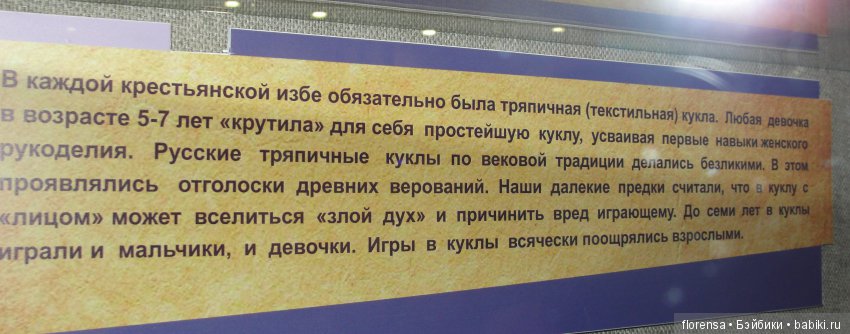 В каждой крестьянской избе обязательно была тряпичная (текстильная) кукла. Любая девочка
в возрасте 5-7 лет «крутила» для себя простейшую куклу, усваивая первые навыки женского
рукоделия. Русские тряпичные куклы по вековой традиции делались безликими. В этом
проявлялись отголоски древних верований. Наши далекие предки считали, что в куклу с
«лицом» может вселиться «злой дух» и причинить вред играющему. До семи лет в куклы
играли и мальчики, и девочки. Игры в куклы всячески поощрялись взрослыми.
florensa • Бэйбики • babiki.ru